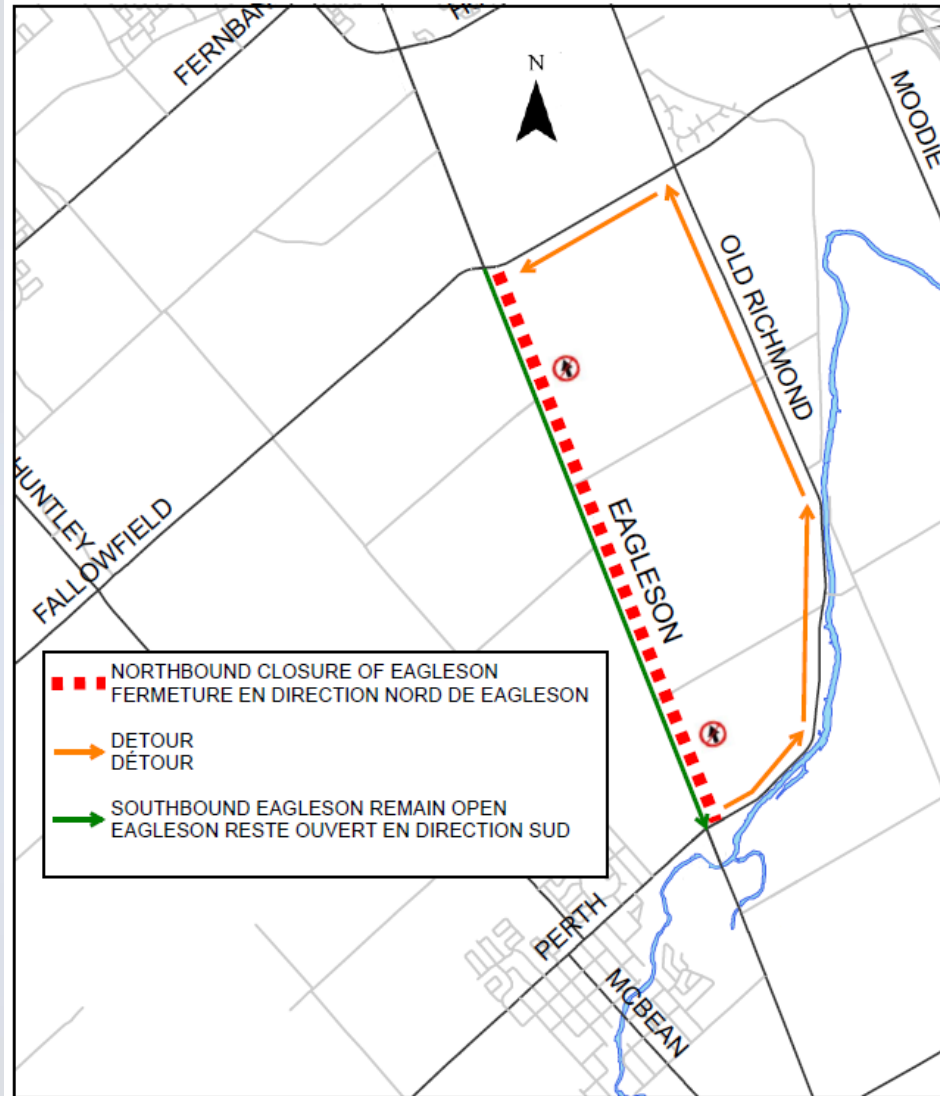 FERNBAN
N
MOODIE
OLD RICHMOND
HUNTLEY
FALLOWFIELD
EAGLESON
NORTHBOUND CLOSURE OF EAGLESON
FERMETURE EN DIRECTION NORD DE EAGLESON
DETOUR
DÉTOUR
SOUTHBOUND EAGLESON REMAIN OPEN
EAGLESON RESTE OUVERT EN DIRECTION SUD
PERTH
MCBEAN